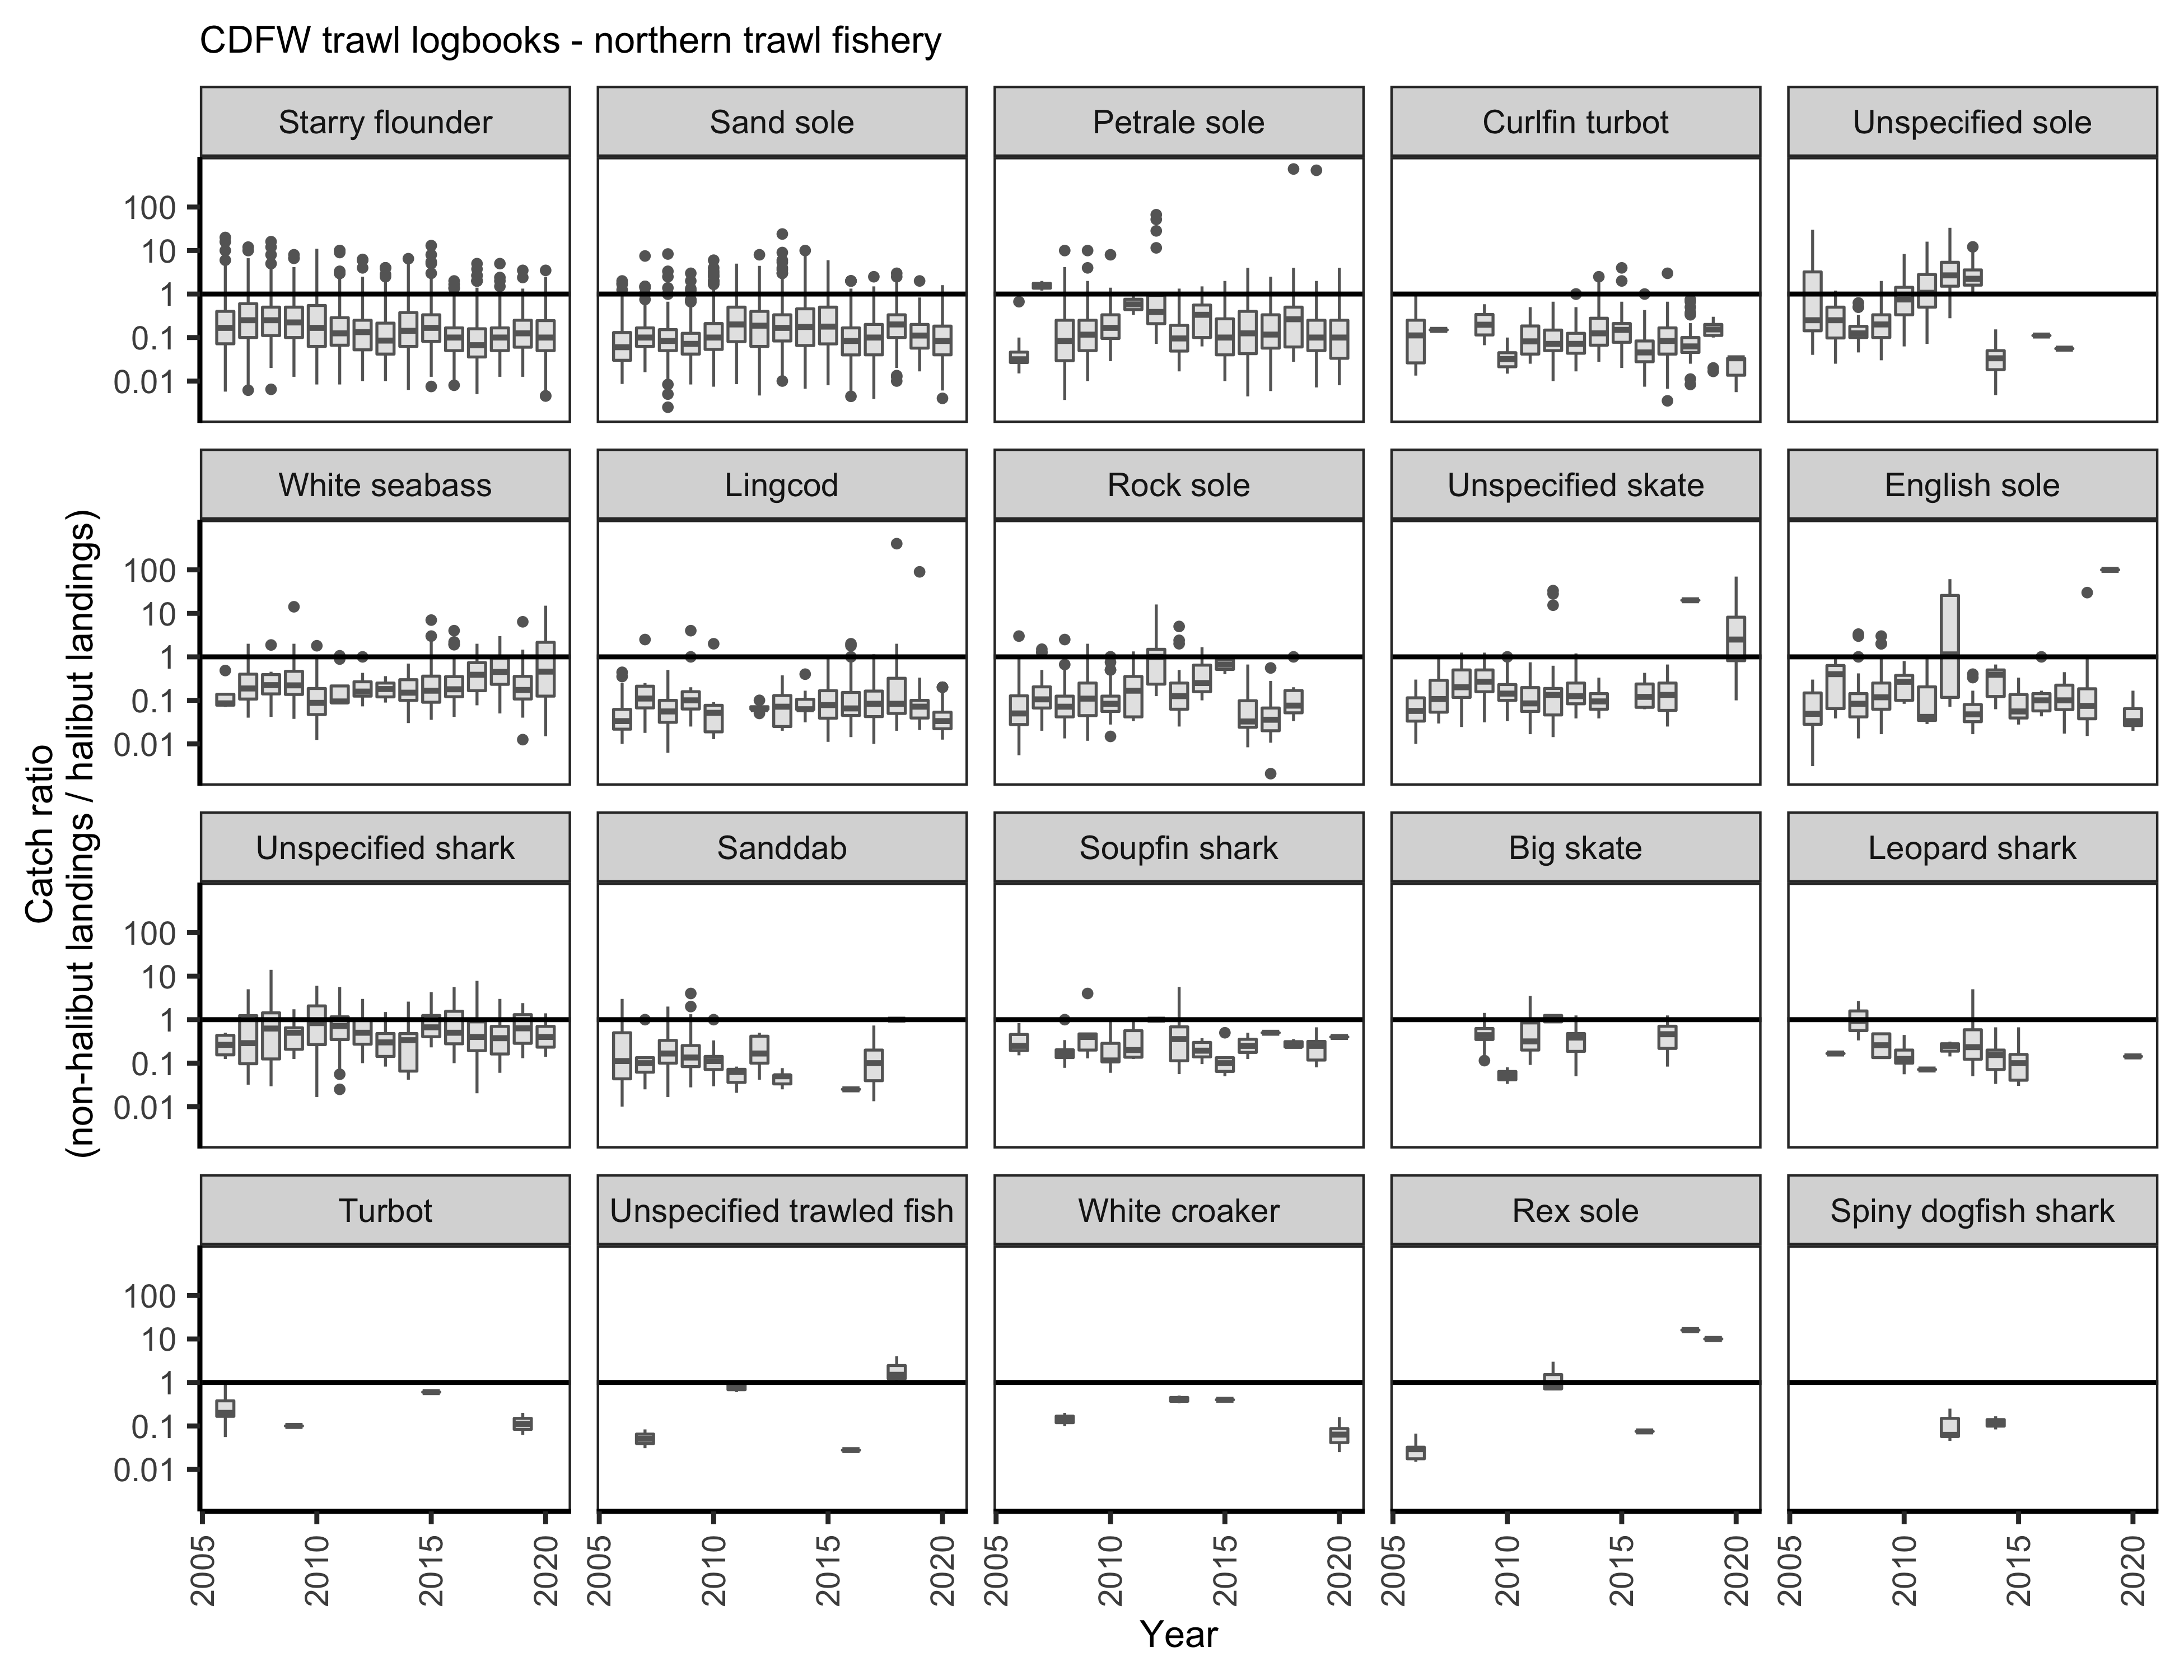 CDFW trawl logbooks - northern trawl fishery
Starry flounder
Sand sole
Petrale sole
Curlfin turbot
Unspecified sole
100
10
1
0.1
0.01
White seabass
Lingcod
Rock sole
Unspecified skate
English sole
100
10
1
0.1
0.01
Catch ratio
(non-halibut landings / halibut landings)
Unspecified shark
Sanddab
Soupfin shark
Big skate
Leopard shark
100
10
1
0.1
0.01
Turbot
Unspecified trawled fish
White croaker
Rex sole
Spiny dogfish shark
100
10
1
0.1
0.01
2005 2010 2015 2020
2005 2010 2015 2020
2005 2010 2015 2020
2005 2010 2015 2020
2005 2010 2015 2020
Year